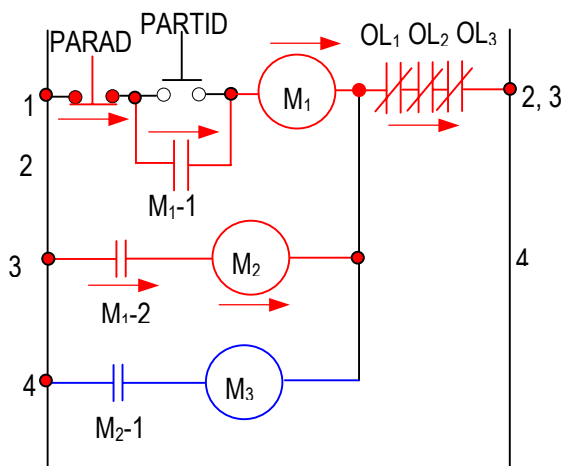 PARAD
PARTID
OL₁ OL₂ OL₃
1
M₁
2, 3
2
M₁-1
3
M₂
4
M₁-2
4
M₃
M₂-1